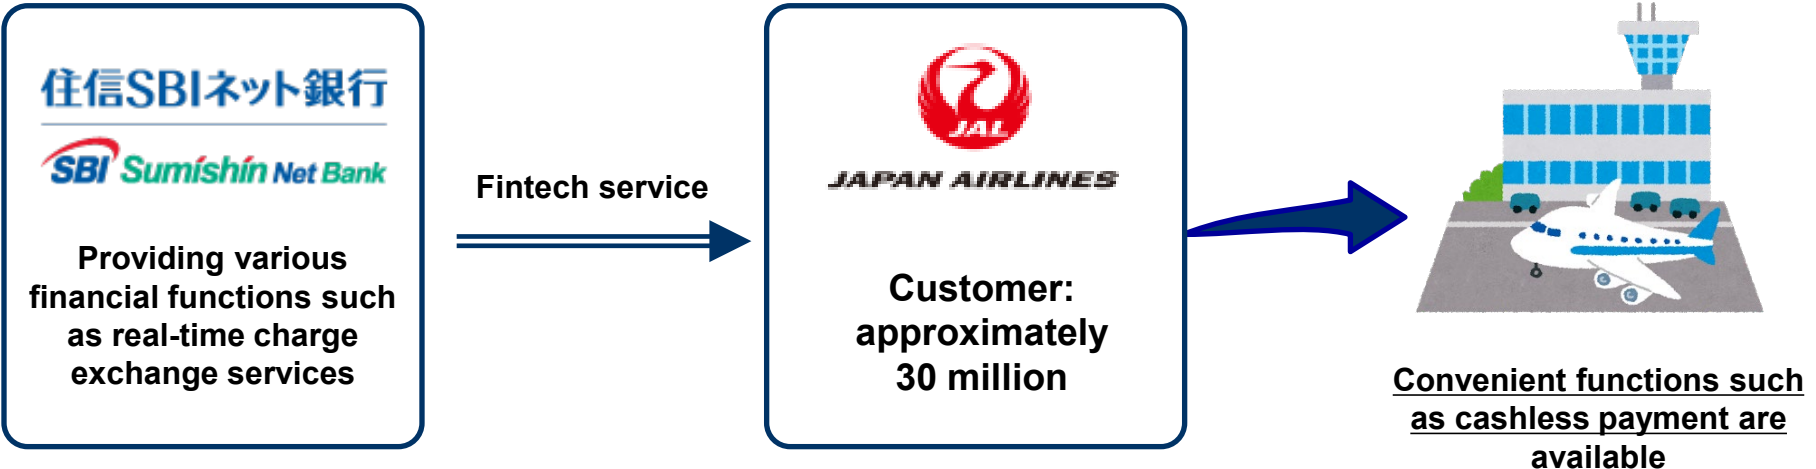 住信SBIネット銀行
SBI Sumishin Net Bank
Providing various
financial functions such
as real-time charge
exchange services
Fintech service
JAL
JAPAN AIRLINES
Customer:
approximately
30 million
Convenient functions such
as cashless payment are
available